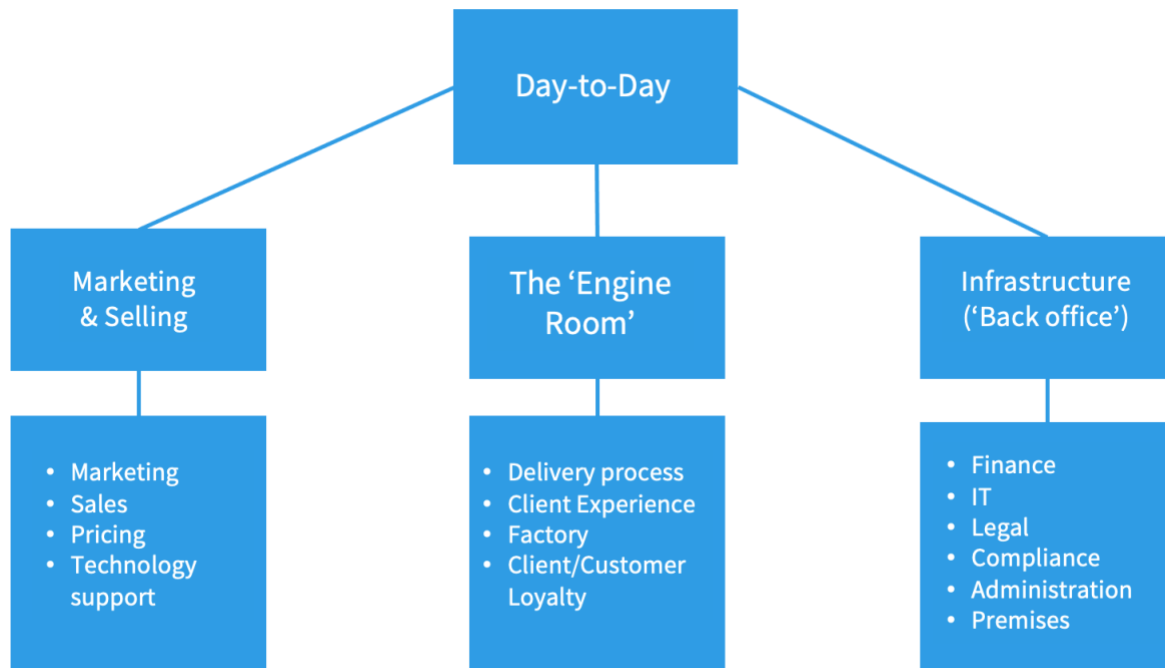 Day-to-Day
Marketing
& Selling
The ‘Engine
Room’
Infrastructure
(‘Back office’)
• Marketing
• Sales
• Pricing
• Technology
support
• Delivery process
• Client Experience
• Factory
• Client/Customer
Loyalty
• Finance
• IT
• Legal
• Compliance
• Administration
• Premises